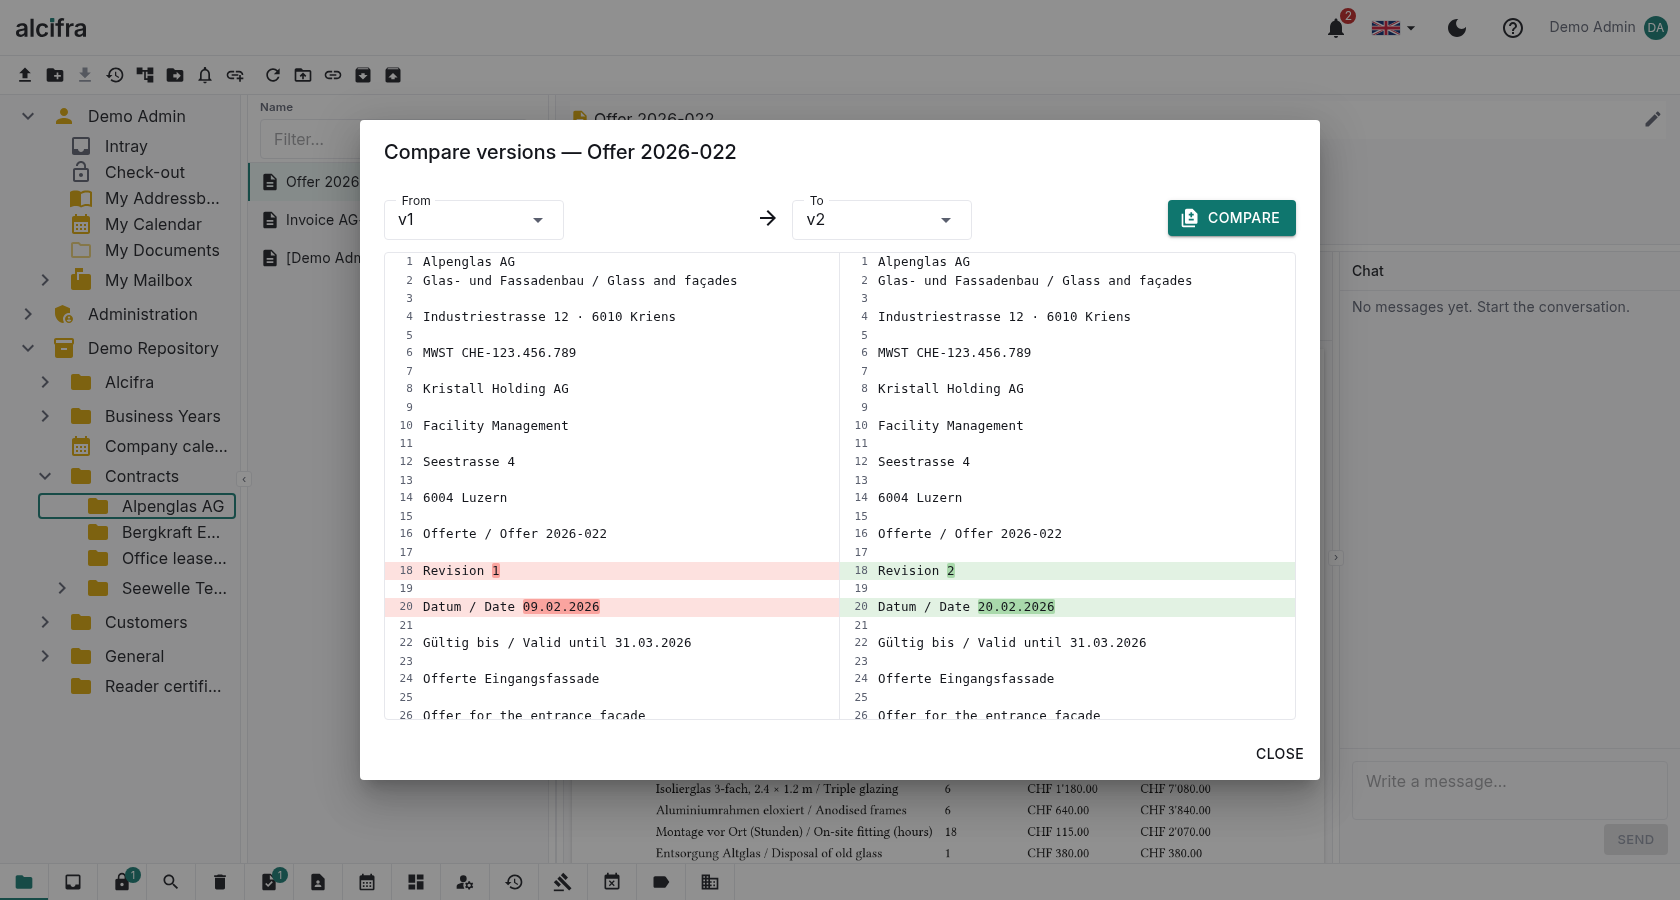 alcifra
2
Demo Admin
DA
Demo Admin
Intray
Check-out
My Addressb...
My Calendar
My Documents
My Mailbox
Administration
Demo Repository
Alcifra
Business Years
Company cale...
Contracts
Alpenglas AG
Bergkraft E...
Office lease...
Seewelle Te...
Customers
General
Reader certifi...
Name
Filter...
Offer 2026
Invoice AG-
[Demo Adm
Offer 2026-022
Compare versions — Offer 2026-022
From
v1
To
v2
COMPARE
1 Alpenglas AG
2 Glas- und Fassadenbau / Glass and façades
3
4 Industriestrasse 12 · 6010 Kriens
5
6 MWST CHE-123.456.789
7
8 Kristall Holding AG
9
10 Facility Management
11
12 Seestrasse 4
13
14 6004 Luzern
15
16 Offerte / Offer 2026-022
17
18 Revision 1
19
20 Datum / Date 09.02.2026
21
22 Gültig bis / Valid until 31.03.2026
23
24 Offerte Eingangsfassade
25
26 Offer for the entrance facade
1 Alpenglas AG
2 Glas- und Fassadenbau / Glass and façades
3
4 Industriestrasse 12 · 6010 Kriens
5
6 MWST CHE-123.456.789
7
8 Kristall Holding AG
9
10 Facility Management
11
12 Seestrasse 4
13
14 6004 Luzern
15
16 Offerte / Offer 2026-022
17
18 Revision 2
19
20 Datum / Date 20.02.2026
21
22 Gültig bis / Valid until 31.03.2026
23
24 Offerte Eingangsfassade
25
26 Offer for the entrance facade
CLOSE
Isolierglas 3-fach, 2.4 × 1.2 m / Triple glazing 6 CHF 1'180.00 CHF 7'080.00
Aluminiumrahmen eloxiert / Anodised frames 6 CHF 640.00 CHF 3'840.00
Montage vor Ort (Stunden) / On-site fitting (hours) 18 CHF 115.00 CHF 2'070.00
Entsorgung Altglas / Disposal of old glass 1 CHF 380.00 CHF 380.00
Chat
No messages yet. Start the conversation.
Write a message...
SEND
1
1